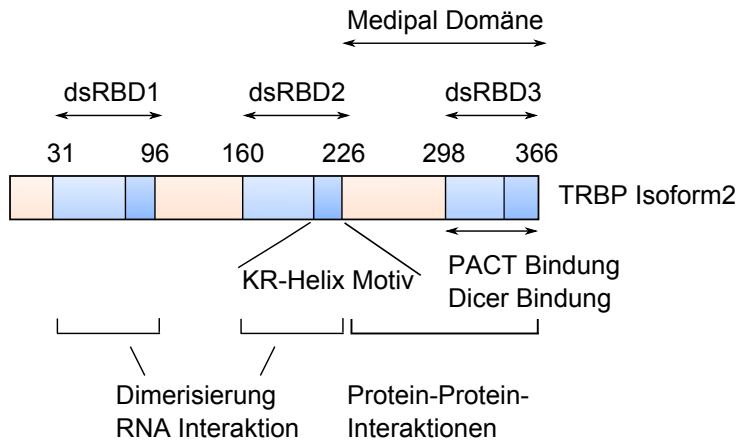 Medipal Domäne
dsRBD1 dsRBD2 dsRBD3
31 96 160 226 298 366
TRBP Isoform2
KR-Helix Motiv
PACT Bindung
Dicer Bindung
Dimerisierung
RNA Interaktion
Protein-Protein-
Interaktionen